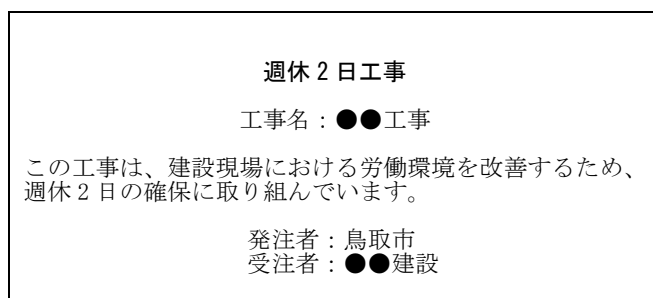 週休２日工事
工事名：●●工事
この工事は、建設現場における労働環境を改善するため、
週休２日の確保に取り組んでいます。
発注者：鳥取市
受注者：●●建設